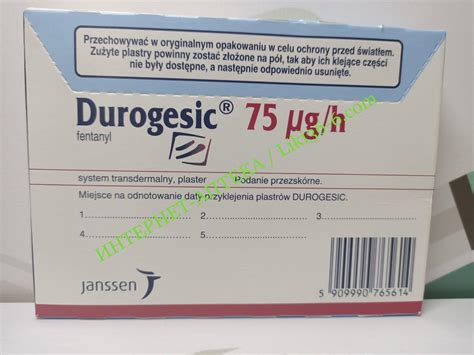 Przechowywać w oryginalnym opakowaniu w celu ochrony przed światłem.
Zużyte plastry powinny zostać złożone na pół, tak aby ich klejące części
nie były dostępne, a następnie odpowiednio usunięte.
Durogesic® 75 µg/h
fentanyl
system transdermalny, plaster Podanie przezskórne.
Miejsce na odnotowanie daty przyklejenia plastrów DUROGESIC.
1 2 3
4 5
janssen
5 909990 765614
ИНТЕРНЕТ-АПТЕКА /